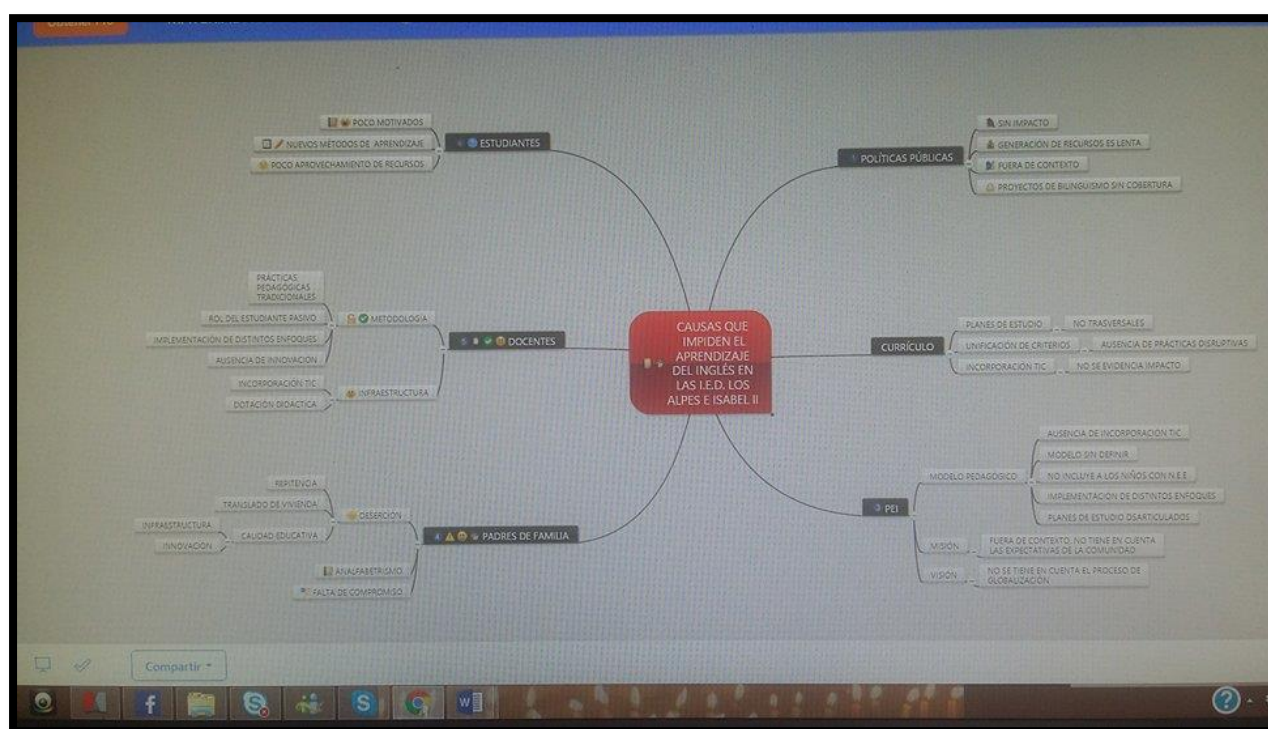 CAUSAS QUE
IMPIDEN EL
APRENDIZAJE
DEL INGLÉS EN
LAS I.E.D. LOS
ALPES E ISABEL II
ESTUDIANTES
POCO MOTIVADOS
NUEVOS MÉTODOS DE APRENDIZAJE
POCO APROVECHAMIENTO DE RECURSOS
DOCENTES
METODOLOGÍA
PRÁCTICAS
PEDAGÓGICAS
TRADICIONALES
ROL DEL ESTUDIANTE PASIVO
IMPLEMENTACIÓN DE DISTINTOS ENFOQUES
AUSENCIA DE INNOVACIÓN
INFRAESTRUCTURA
INCORPORACIÓN TIC
DOTACIÓN DIDÁCTICA
PADRES DE FAMILIA
DESERCIÓN
REPITENCIA
TRANSLADO DE VIVIENDA
CALIDAD EDUCATIVA
INFRAESTRUCTURA
INNOVACIÓN
ANALFABETRISMO
FALTA DE COMPROMISO
POLÍTICAS PÚBLICAS
SIN IMPACTO
GENERACIÓN DE RECURSOS ES LENTA
FUERA DE CONTEXTO
PROYECTOS DE BILINGUISMO SIN COBERTURA
CURRÍCULO
PLANES DE ESTUDIO
NO TRASVERSALES
UNIFICACIÓN DE CRITERIOS
AUSENCIA DE PRÁCTICAS DISRUPTIVAS
INCORPORACIÓN TIC
NO SE EVIDENCIA IMPACTO
PEI
MODELO PEDAGÓGICO
AUSENCIA DE INCORPORACIÓN TIC
MODELO SIN DEFINIR
NO INCLUYE A LOS NIÑOS CON N.E.E
IMPLEMENTACIÓN DE DISTINTOS ENFOQUES
PLANES DE ESTUDIO DSARTICULADOS
MISIÓN
FUERA DE CONTEXTO, NO TIENE EN CUENTA
LAS EXPECTATIVAS DE LA COMUNIDAD
VISIÓN
NO SE TIENE EN CUENTA EL PROCESO DE
GLOBALIZACIÓN
Compartir